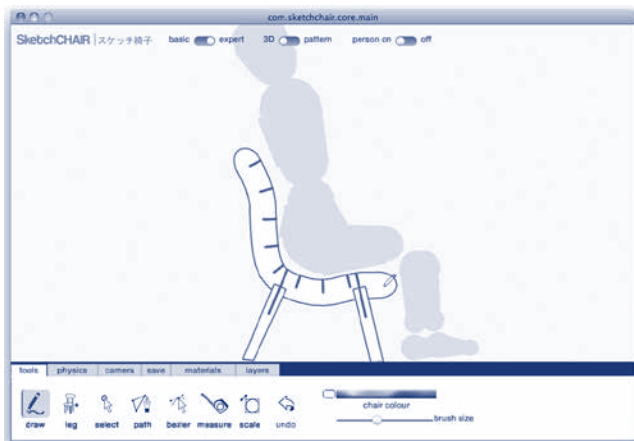 com.sketchchair.core.main
SketchCHAIR | スケッチ椅子 basic expert 3D pattern person on off
tools physics camera save materials layers
draw leg select path bezier measure scale undo chair colour brush size